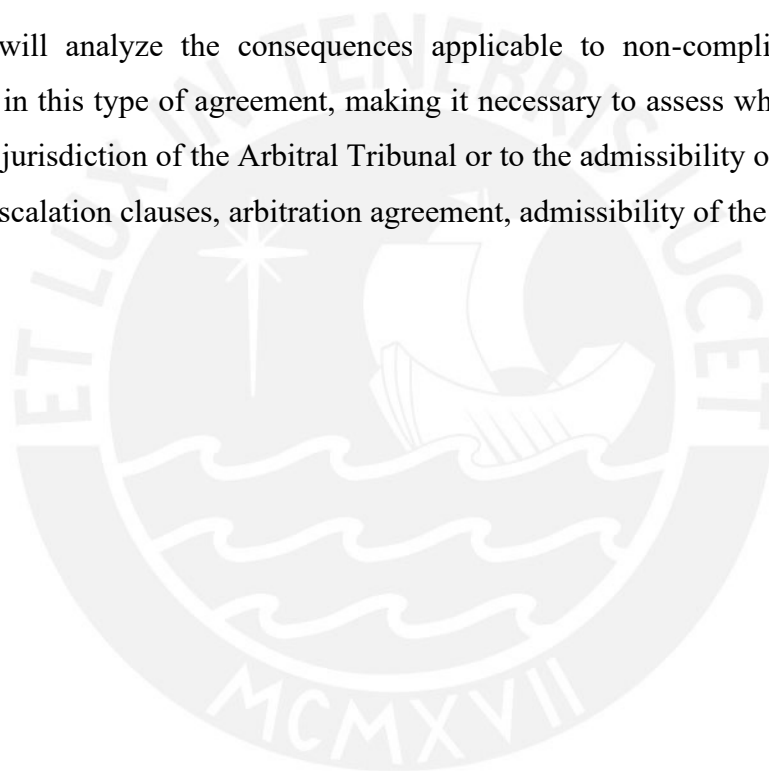 will analyze the consequences applicable to non-compli
in this type of agreement, making it necessary to assess wh
jurisdiction of the Arbitral Tribunal or to the admissibility o
scalation clauses, arbitration agreement, admissibility of the
ET LUX IN TENEBRIS LUCET
MCMXVII